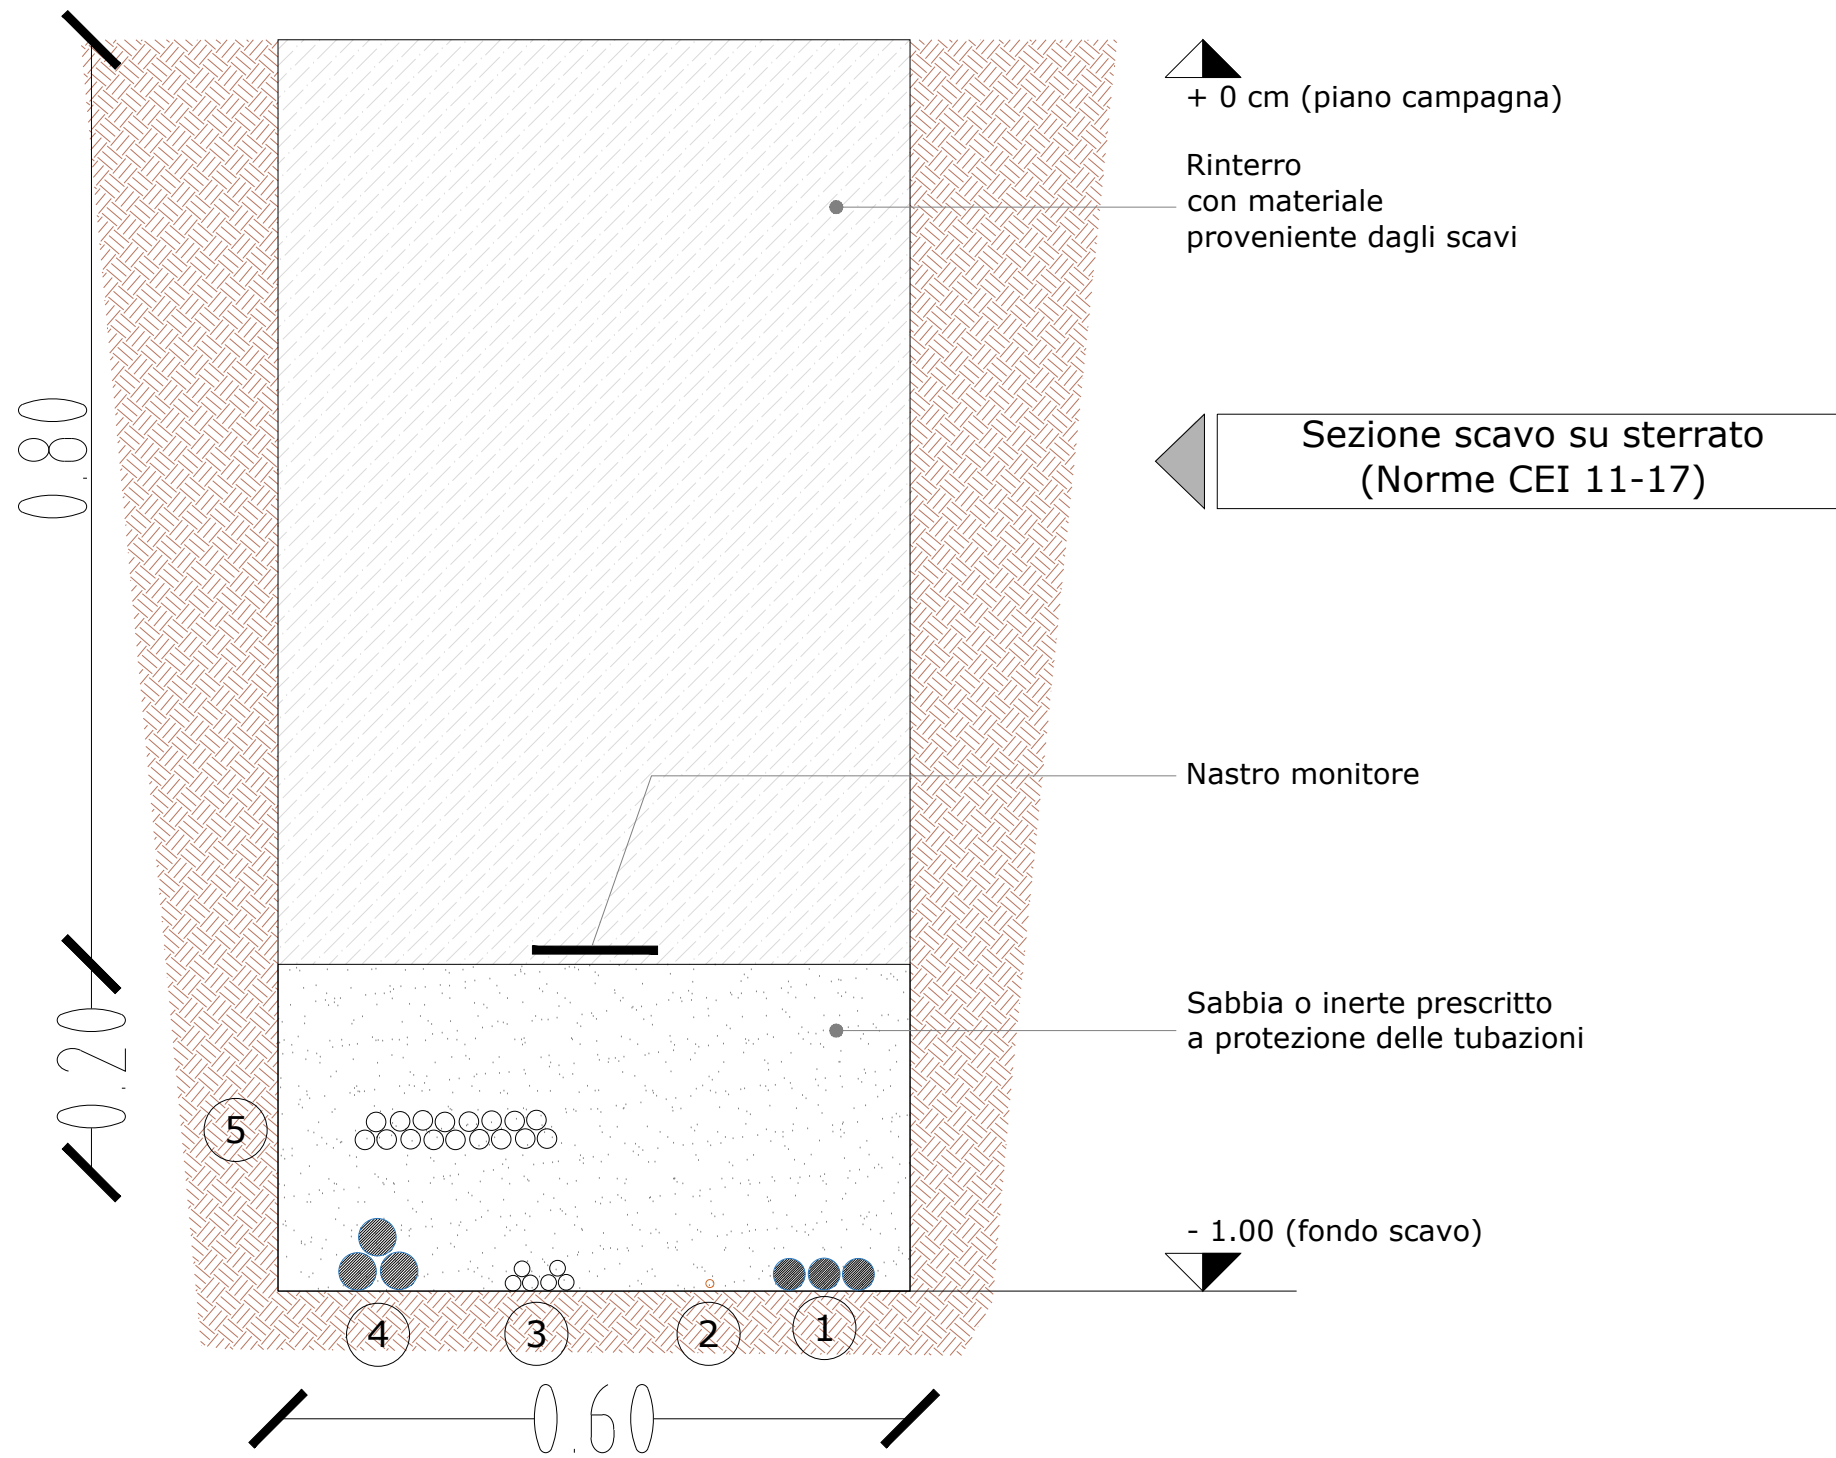 + 0 cm (piano campagna)
Rinterro
con materiale
proveniente dagli scavi
0.80
Sezione scavo su sterrato
(Norme CEI 11-17)
Nastro monitore
Sabbia o inerte prescritto
a protezione delle tubazioni
0.20
5
- 1.00 (fondo scavo)
4
3
2
1
0.60